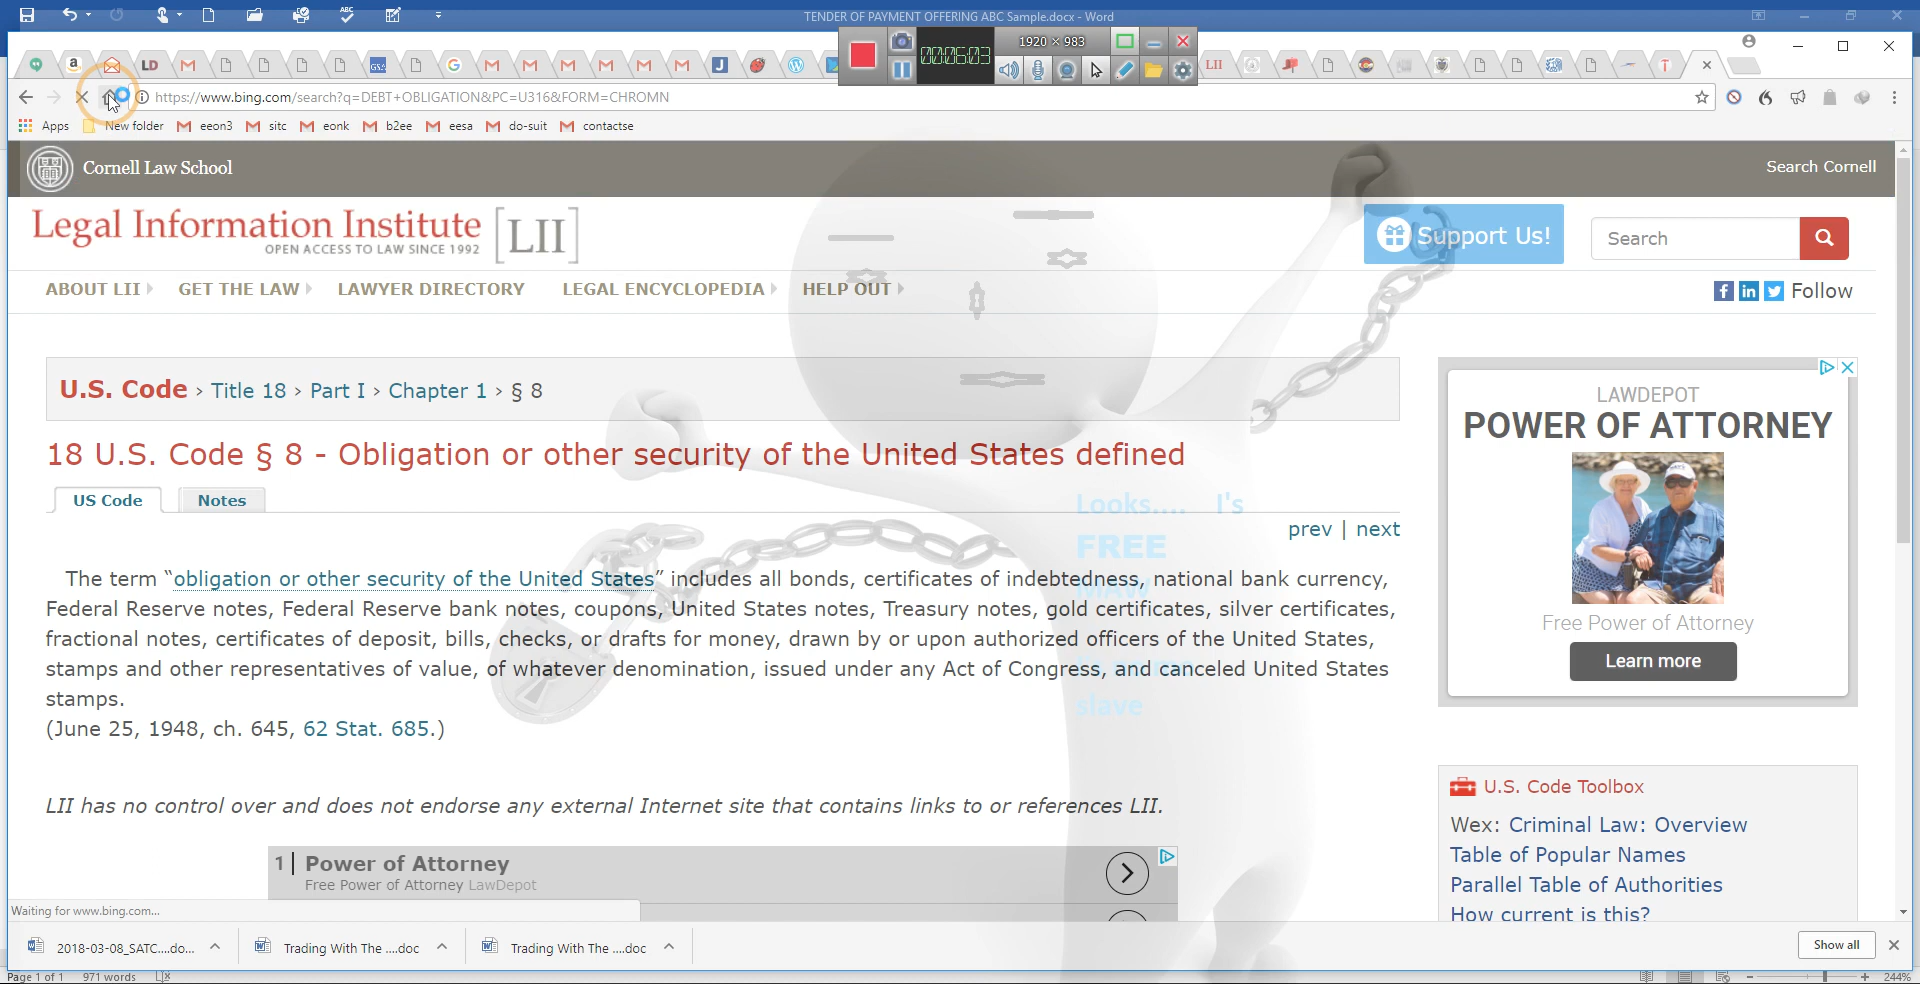 TENDER OF PAYMENT OFFERING ABC Sample.docx - Word
1920 × 983
00:06:03
https://www.bing.com/search?q=DEBT+OBLIGATION&PC=U316&FORM=CHROMN
Apps New folder eeon3 sitc eonk b2ee eesa do-suit contactse
Cornell Law School
Search Cornell
Legal Information Institute [LII]
OPEN ACCESS TO LAW SINCE 1992
Support Us!
Search
ABOUT LII GET THE LAW LAWYER DIRECTORY LEGAL ENCYCLOPEDIA HELP OUT
Follow
U.S. Code › Title 18 › Part I › Chapter 1 › § 8
18 U.S. Code § 8 - Obligation or other security of the United States defined
US Code Notes
prev | next
The term “obligation or other security of the United States” includes all bonds, certificates of indebtedness, national bank currency,
Federal Reserve notes, Federal Reserve bank notes, coupons, United States notes, Treasury notes, gold certificates, silver certificates,
fractional notes, certificates of deposit, bills, checks, or drafts for money, drawn by or upon authorized officers of the United States,
stamps and other representatives of value, of whatever denomination, issued under any Act of Congress, and canceled United States
stamps.
(June 25, 1948, ch. 645, 62 Stat. 685.)
LII has no control over and does not endorse any external Internet site that contains links to or references LII.
1 | Power of Attorney
Free Power of Attorney LawDepot
LAWDEPOT
POWER OF ATTORNEY
Free Power of Attorney
Learn more
U.S. Code Toolbox
Wex: Criminal Law: Overview
Table of Popular Names
Parallel Table of Authorities
How current is this?
Looks.... I's
FREE
MAW
slave
Waiting for www.bing.com...
2018-03-08_SATC....do...
Trading With The ....doc
Trading With The ....doc
Show all
Page 1 of 1 971 words
244%